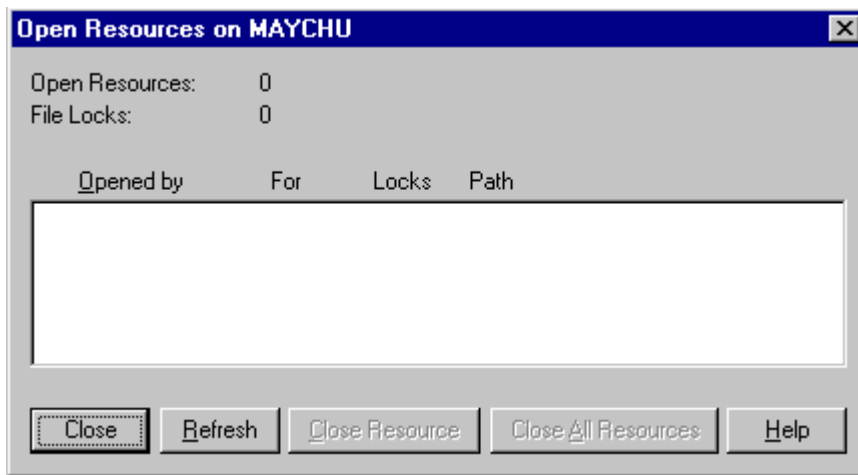 Open Resources on MAYCHU
Open Resources: 0
File Locks: 0
Opened by For Locks Path
Close Refresh Close Resource Close All Resources Help